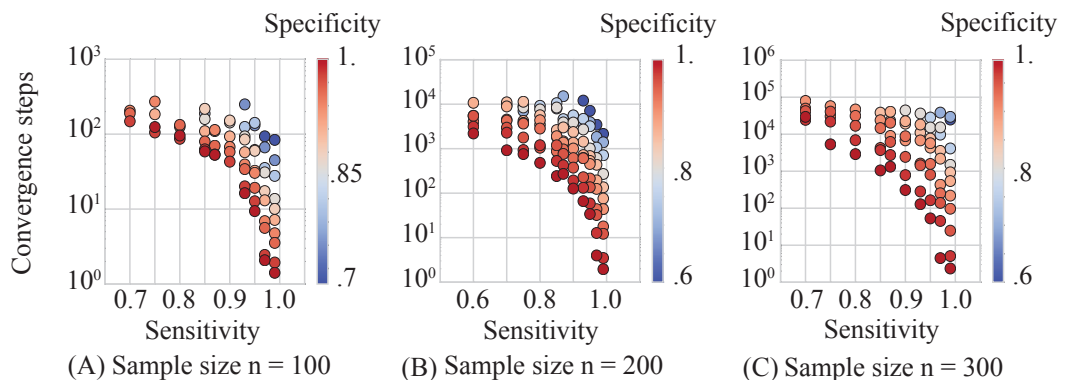 Specificity
Specificity
Specificity
Convergence steps
10³
10²
10¹
10⁰
0.7 0.8 0.9 1.0
Sensitivity
1.
.85
.7
(A) Sample size n = 100
10⁵
10⁴
10³
10²
10¹
10⁰
0.6 0.8 1.0
Sensitivity
1.
.8
.6
(B) Sample size n = 200
10⁶
10⁵
10⁴
10³
10²
10¹
10⁰
0.7 0.8 0.9 1.0
Sensitivity
1.
.8
.6
(C) Sample size n = 300